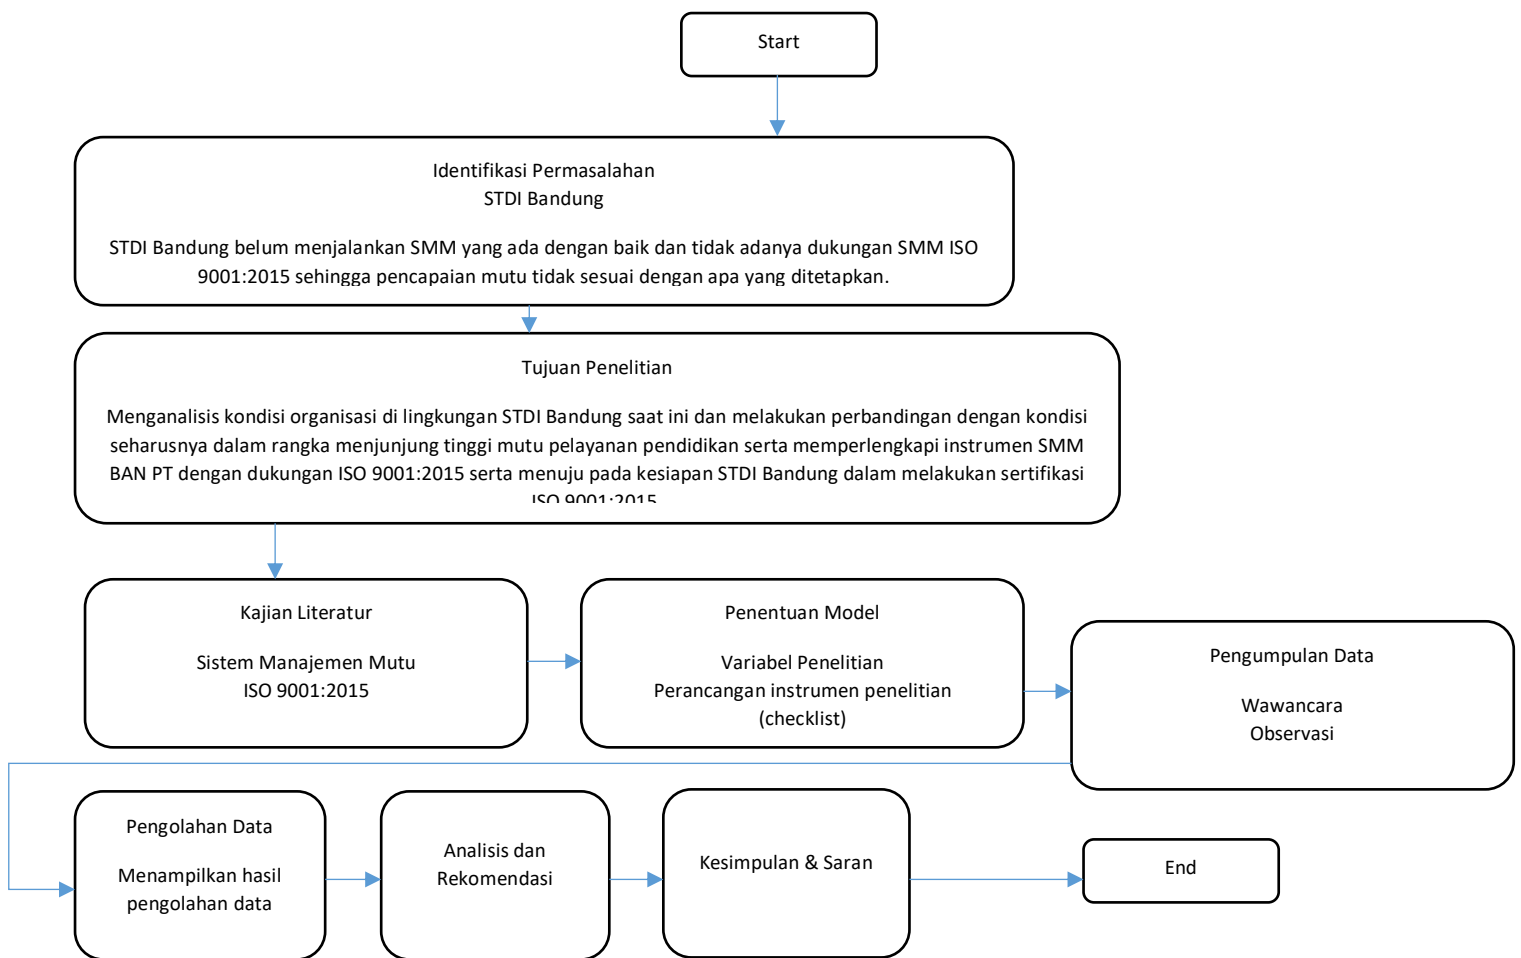 Start
Identifikasi Permasalahan
STDI Bandung
STDI Bandung belum menjalankan SMM yang ada dengan baik dan tidak adanya dukungan SMM ISO
9001:2015 sehingga pencapaian mutu tidak sesuai dengan apa yang ditetapkan.
Tujuan Penelitian
Menganalisis kondisi organisasi di lingkungan STDI Bandung saat ini dan melakukan perbandingan dengan kondisi
seharusnya dalam rangka menjunjung tinggi mutu pelayanan pendidikan serta memperlengkapi instrumen SMM
BAN PT dengan dukungan ISO 9001:2015 serta menuju pada kesiapan STDI Bandung dalam melakukan sertifikasi
ISO 9001:2015
Kajian Literatur
Sistem Manajemen Mutu
ISO 9001:2015
Penentuan Model
Variabel Penelitian
Perancangan instrumen penelitian
(checklist)
Pengumpulan Data
Wawancara
Observasi
Pengolahan Data
Menampilkan hasil
pengolahan data
Analisis dan
Rekomendasi
Kesimpulan & Saran
End